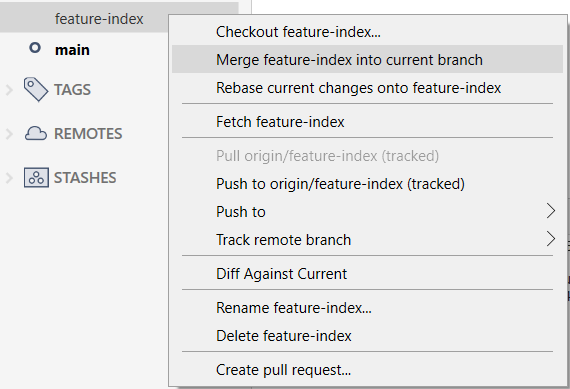 feature-index
main
TAGS
REMOTES
STASHES
Checkout feature-index...
Merge feature-index into current branch
Rebase current changes onto feature-index
Fetch feature-index
Pull origin/feature-index (tracked)
Push to origin/feature-index (tracked)
Push to
Track remote branch
Diff Against Current
Rename feature-index...
Delete feature-index
Create pull request...